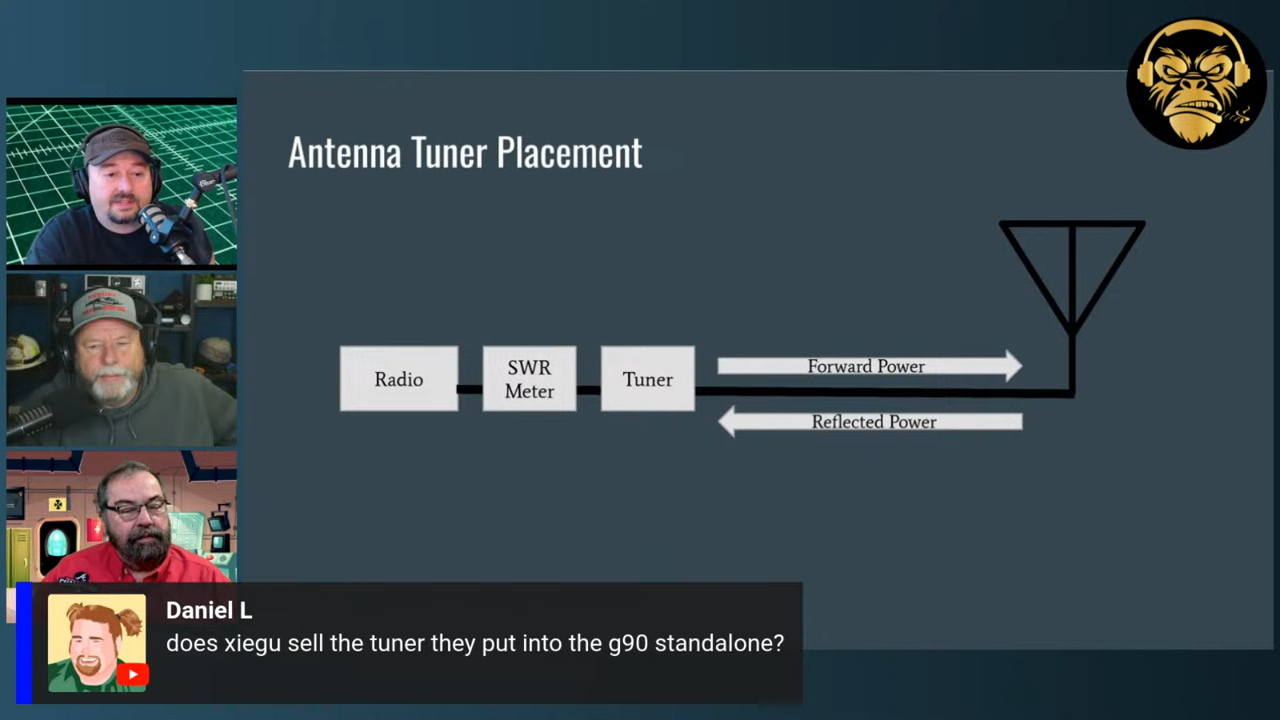 Antenna Tuner Placement
Radio
SWR
Meter
Tuner
Forward Power
Reflected Power
Daniel L
does xiegu sell the tuner they put into the g90 standalone?